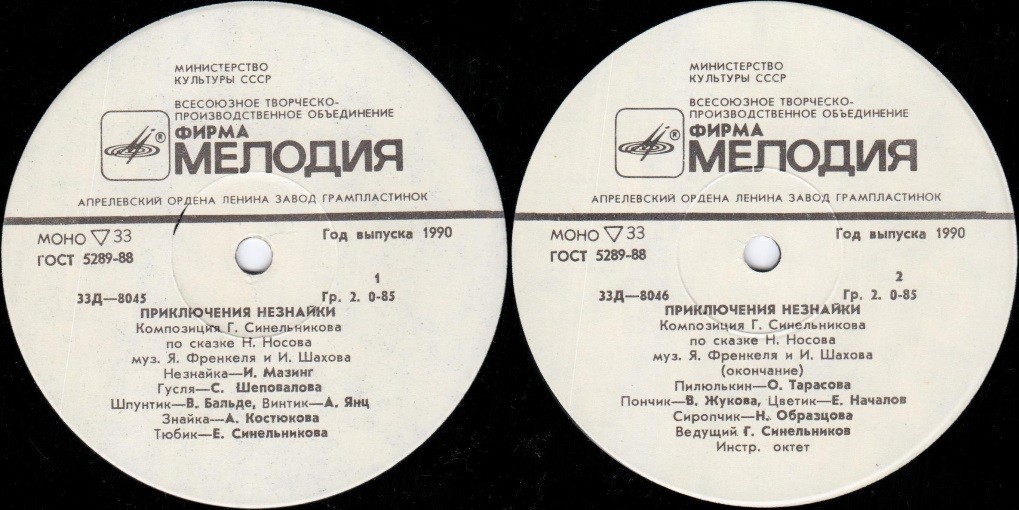 МИНИСТЕРСТВО
КУЛЬТУРЫ СССР
ВСЕСОЮЗНОЕ ТВОРЧЕСКО-
ПРОИЗВОДСТВЕННОЕ ОБЪЕДИНЕНИЕ
®
ФИРМА
МЕЛОДИЯ
АПРЕЛЕВСКИЙ ОРДЕНА ЛЕНИНА ЗАВОД ГРАМПЛАСТИНОК
МОНО ▽ 33 Год выпуска 1990
ГОСТ 5289-88
1
33Д—8045 Гр. 2. 0-85
ПРИКЛЮЧЕНИЯ НЕЗНАЙКИ
Композиция Г. Синельникова
по сказке Н. Носова
муз. Я. Френкеля и И. Шахова
Незнайка—И. Мазинг
Гусля—С. Шеповалова
Шпунтик—В. Бальде, Винтик—А. Янц
Знайка—А. Костюкова
Тюбик—Е. Синельникова
МИНИСТЕРСТВО
КУЛЬТУРЫ СССР
ВСЕСОЮЗНОЕ ТВОРЧЕСКО-
ПРОИЗВОДСТВЕННОЕ ОБЪЕДИНЕНИЕ
®
ФИРМА
МЕЛОДИЯ
АПРЕЛЕВСКИЙ ОРДЕНА ЛЕНИНА ЗАВОД ГРАМПЛАСТИНОК
МОНО ▽ 33 Год выпуска 1990
ГОСТ 5289-88
2
33Д—8046 Гр. 2. 0-85
ПРИКЛЮЧЕНИЯ НЕЗНАЙКИ
Композиция Г. Синельникова
по сказке Н. Носова
муз. Я. Френкеля и И. Шахова
(окончание)
Пилюлькин—О. Тарасова
Пончик—В. Жукова, Цветик—Е. Началов
Сиропчик—Н. Образцова
Ведущий Г. Синельников
Инстр. октет